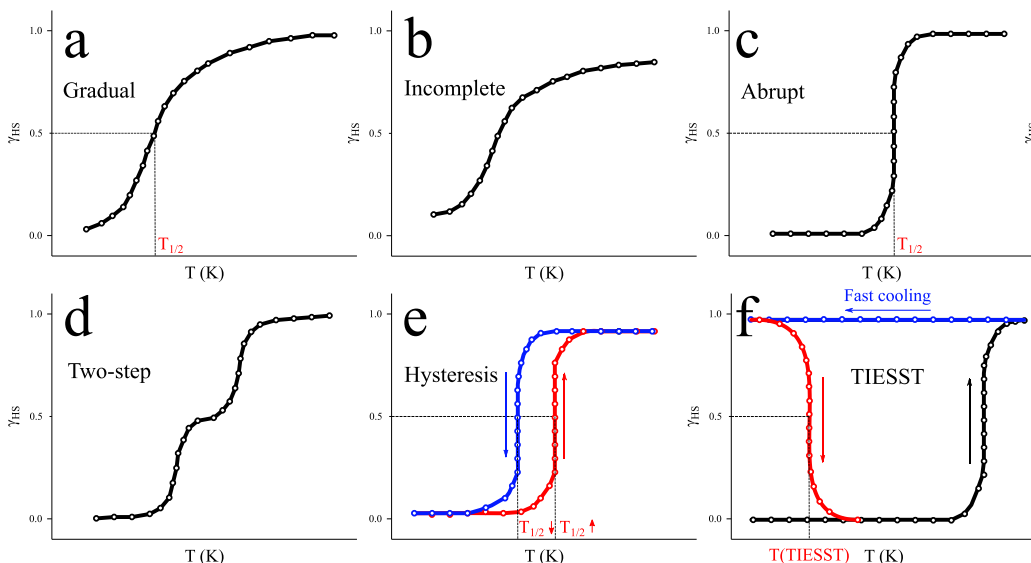 a
Gradual
1.0
0.5
0.0
γHS
T1/2
T (K)
b
Incomplete
1.0
0.5
0.0
γHS
T (K)
c
Abrupt
1.0
0.5
0.0
γHS
T1/2
T (K)
γHS
d
Two-step
1.0
0.5
0.0
γHS
T (K)
e
Hysteresis
1.0
0.5
0.0
T1/2 ↓ T1/2 ↑
T (K)
f
Fast cooling
TIESST
1.0
0.5
0.0
γHS
T(TIESST)
T (K)